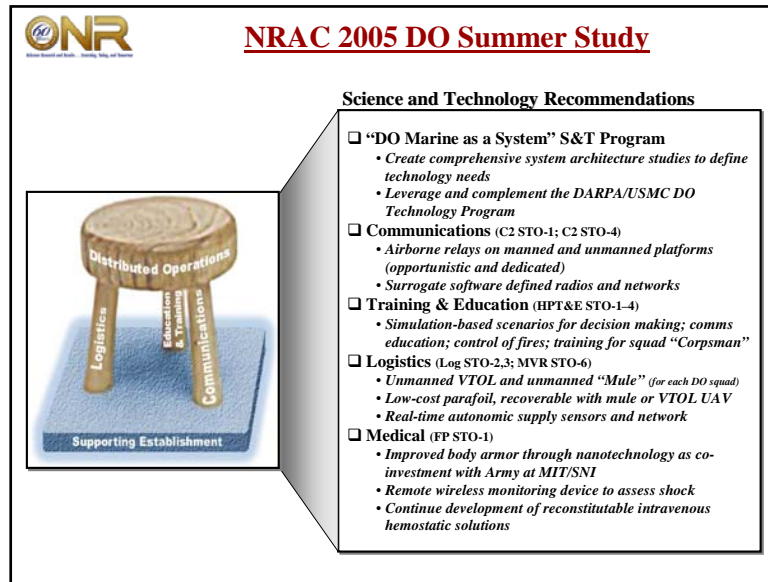 60
ONR
NRAC 2005 DO Summer Study
Science and Technology Recommendations
❑ “DO Marine as a System” S&T Program
• Create comprehensive system architecture studies to define
technology needs
• Leverage and complement the DARPA/USMC DO
Technology Program
❑ Communications (C2 STO-1; C2 STO-4)
• Airborne relays on manned and unmanned platforms
(opportunistic and dedicated)
• Surrogate software defined radios and networks
❑ Training & Education (HPT&E STO-1–4)
• Simulation-based scenarios for decision making; comms
education; control of fires; training for squad “Corpsman”
❑ Logistics (Log STO-2,3; MVR STO-6)
• Unmanned VTOL and unmanned “Mule” (for each DO squad)
• Low-cost parafoil, recoverable with mule or VTOL UAV
• Real-time autonomic supply sensors and network
❑ Medical (FP STO-1)
• Improved body armor through nanotechnology as co-
investment with Army at MIT/SNI
• Remote wireless monitoring device to assess shock
• Continue development of reconstitutable intravenous
hemostatic solutions
Distributed Operations
Logistics
Education
& Training
Communications
Supporting Establishment